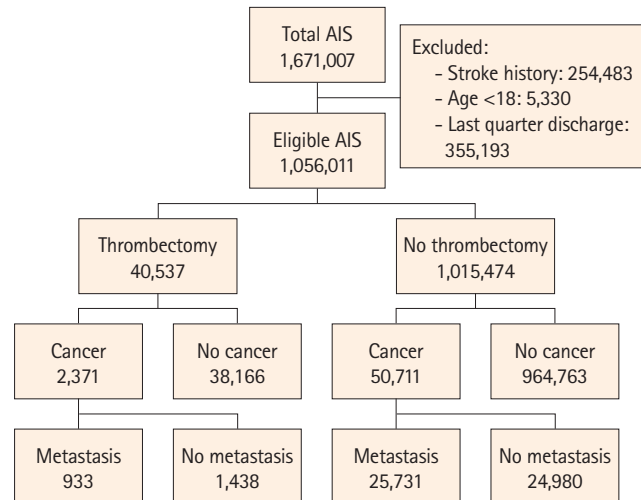 Total AIS
1,671,007
Excluded:
- Stroke history: 254,483
- Age <18: 5,330
- Last quarter discharge:
355,193
Eligible AIS
1,056,011
Thrombectomy
40,537
No thrombectomy
1,015,474
Cancer
2,371
No cancer
38,166
Cancer
50,711
No cancer
964,763
Metastasis
933
No metastasis
1,438
Metastasis
25,731
No metastasis
24,980